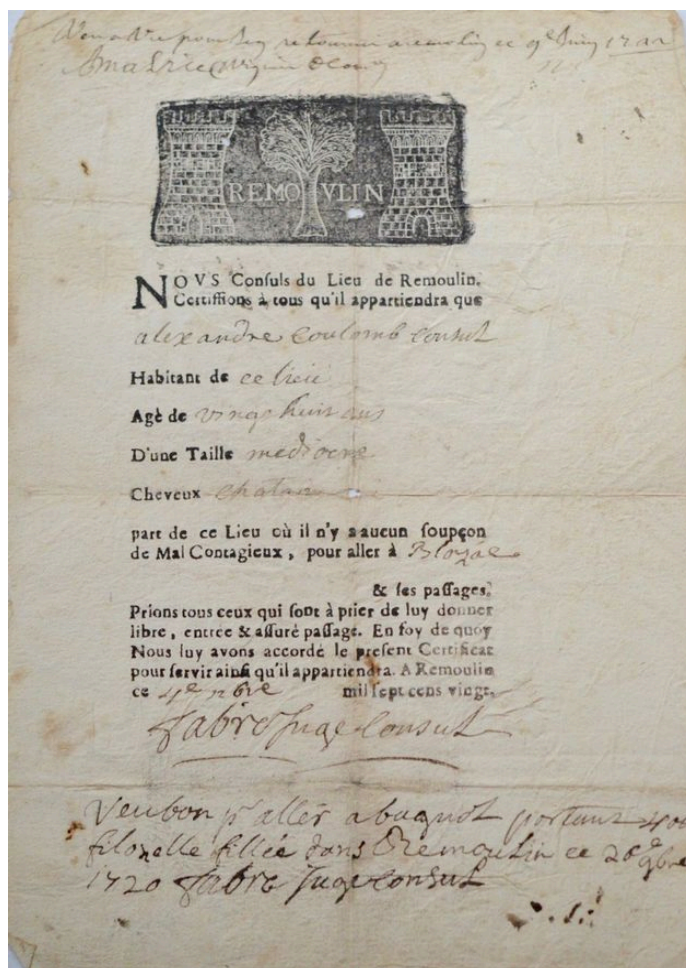 REMOVLIN
NOVS Conſuls du Lieu de Remoulin.
Certiffions à tous qu'il appartiendra que
alexandre Coulomb Consul
Habitant de ce lieu
Agè de vingt huit ans
D'une Taille mediocre
Cheveux chatain
part de ce Lieu où il n'y a aucun ſoupçon
de Mal Contagieux, pour aller à
& ſes paſſages.
Prions tous ceux qui ſont à prier de luy donner
libre, entrée & aſſuré paſſage. En foy de quoy
Nous luy avons accordé le preſent Certificat
pour ſervir ainſi qu'il appartiendra. A Remoulin
ce 4e mil ſept cens vingt.
fabre Juge Consul
Veu bon pr aller a portant 400
filozelle fillée dans Remoulin ce 28e 9bre
1720 fabre Juge Consul